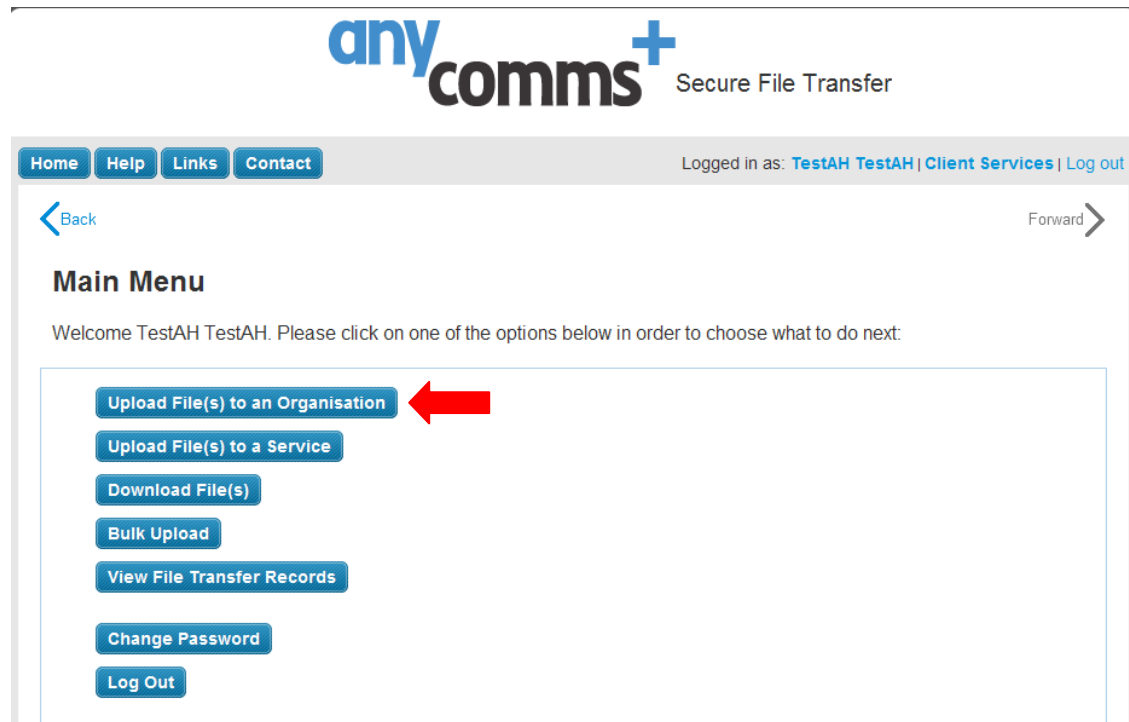 any
comms+ Secure File Transfer
Home Help Links Contact Logged in as: TestAH TestAH | Client Services | Log out
Back Forward
Main Menu
Welcome TestAH TestAH. Please click on one of the options below in order to choose what to do next:
Upload File(s) to an Organisation
Upload File(s) to a Service
Download File(s)
Bulk Upload
View File Transfer Records
Change Password
Log Out